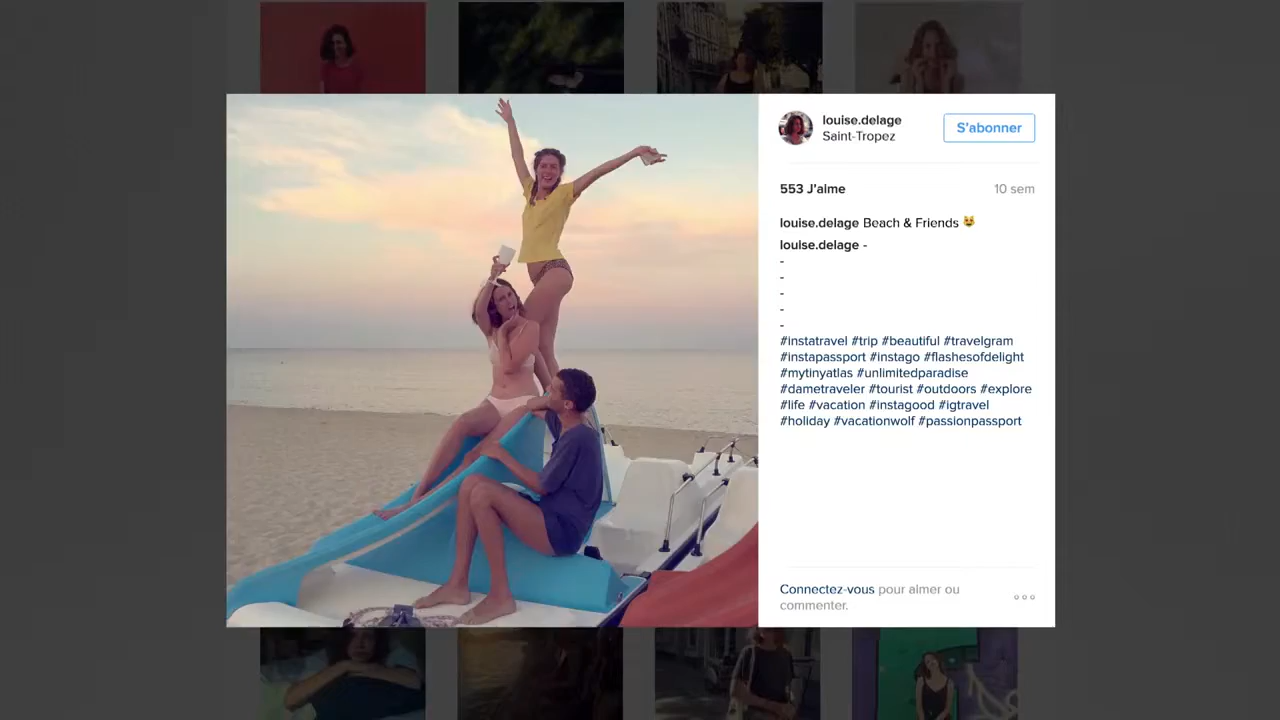 louise.delage
Saint-Tropez
S'abonner
553 J'aime
10 sem
louise.delage Beach & Friends 😻
louise.delage -
-
-
-
-
-
#instatravel #trip #beautiful #travelgram
#instapassport #instago #flashesofdelight
#mytinyatlas #unlimitedparadise
#dametraveler #tourist #outdoors #explore
#life #vacation #instagood #igtravel
#holiday #vacationwolf #passionpassport
Connectez-vous pour aImer ou
commenter.